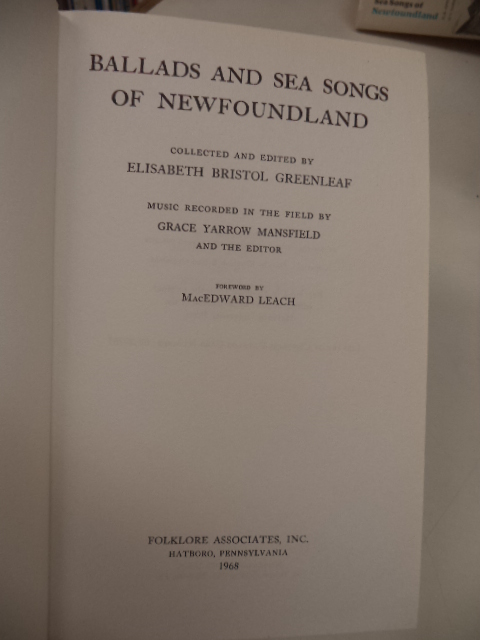 Sea Songs of
Newfoundland
BALLADS AND SEA SONGS
OF NEWFOUNDLAND
COLLECTED AND EDITED BY
ELISABETH BRISTOL GREENLEAF
MUSIC RECORDED IN THE FIELD BY
GRACE YARROW MANSFIELD
AND THE EDITOR
FOREWORD BY
MACEDWARD LEACH
FOLKLORE ASSOCIATES, INC.
HATBORO, PENNSYLVANIA
1968